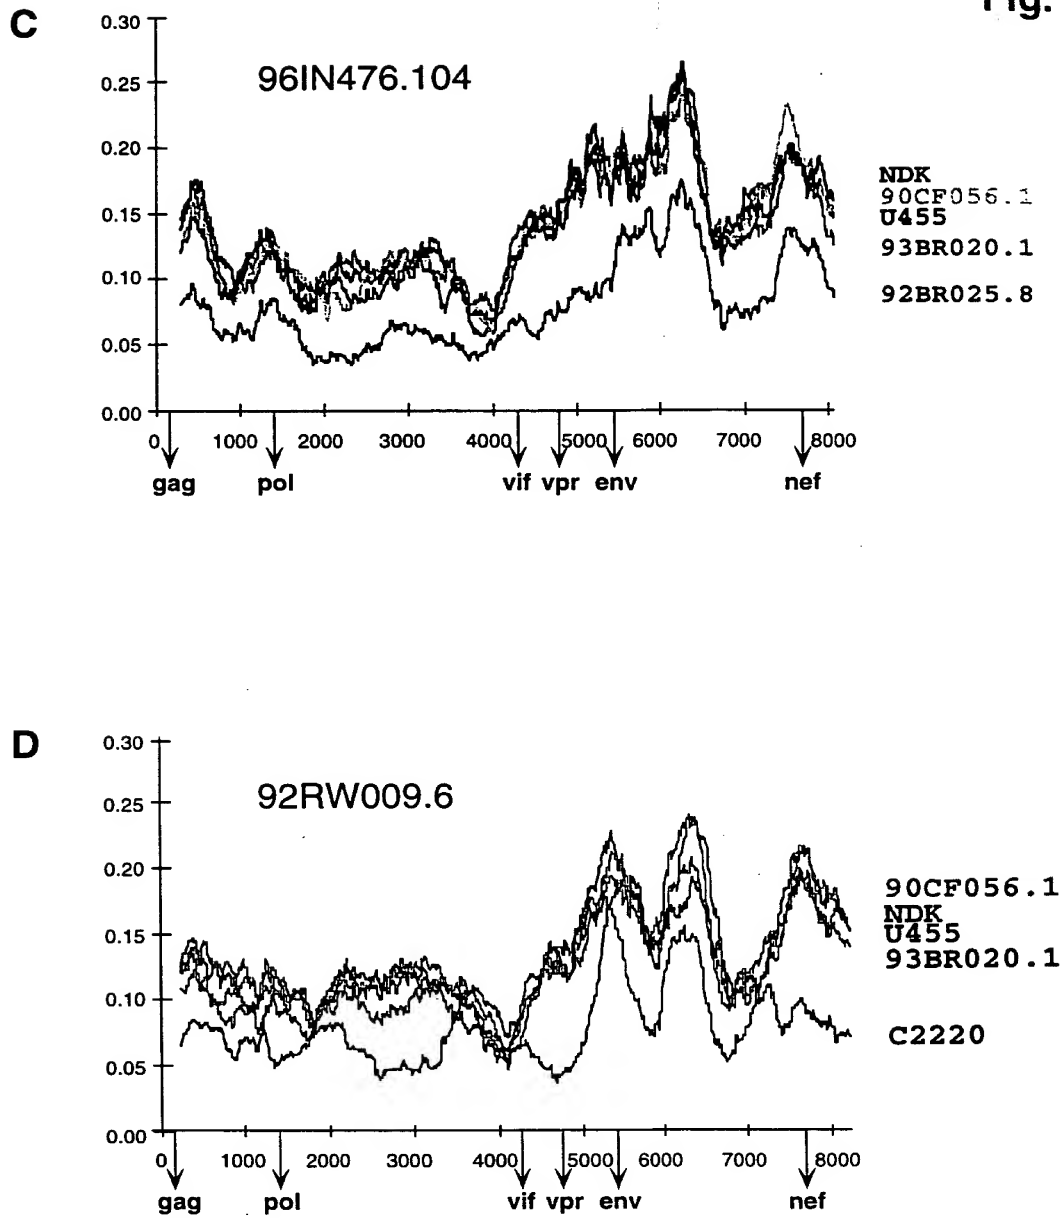 Fig.
C
96IN476.104
0.30
0.25
0.20
0.15
0.10
0.05
0.00
0 1000 2000 3000 4000 5000 6000 7000 8000
gag pol vif vpr env nef
NDK
90CF056.1
U455
93BR020.1
92BR025.8
D
92RW009.6
0.30
0.25
0.20
0.15
0.10
0.05
0.00
0 1000 2000 3000 4000 5000 6000 7000 8000
gag pol vif vpr env nef
90CF056.1
NDK
U455
93BR020.1
C2220